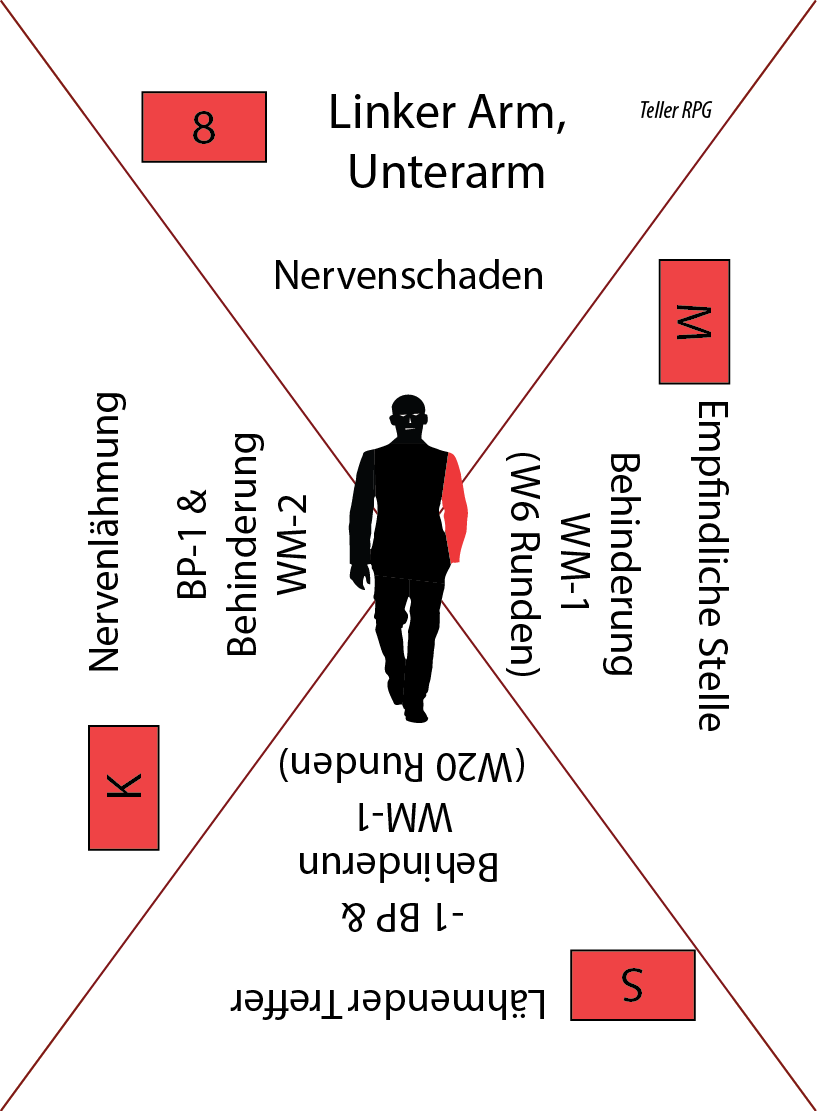 8
Linker Arm,
Unterarm
Teller RPG
Nervenschaden
M
Empfindliche Stelle
Behinderung
WM-1
(W6 Runden)
S
Lähmender Treffer
-1 BP &
Behinderun
WM-1
(W20 Runden)
K
Nervenlähmung
BP-1 &
Behinderung
WM-2